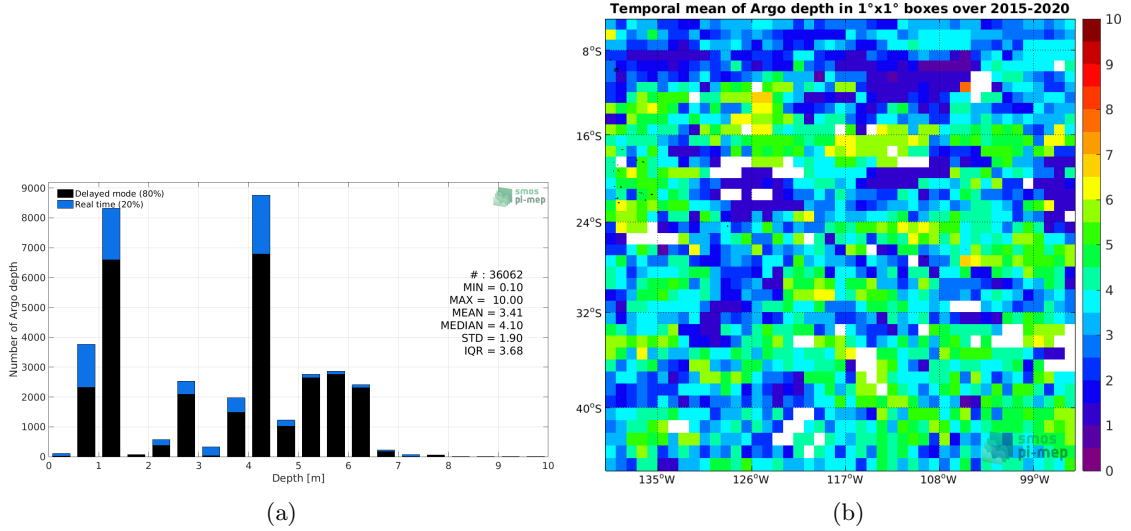 Temporal mean of Argo depth in 1°x1° boxes over 2015-2020
Number of Argo depth
9000
8000
7000
6000
5000
4000
3000
2000
1000
0
Delayed mode (80%)
Real time (20%)
smos
pi-mep
# : 36062
MIN = 0.10
MAX = 10.00
MEAN = 3.41
MEDIAN = 4.10
STD = 1.90
IQR = 3.68
0 1 2 3 4 5 6 7 8 9 10
Depth [m]
(a)
8°S
16°S
24°S
32°S
40°S
135°W 126°W 117°W 108°W 99°W
smos
pi-mep
10
9
8
7
6
5
4
3
2
1
0
(b)